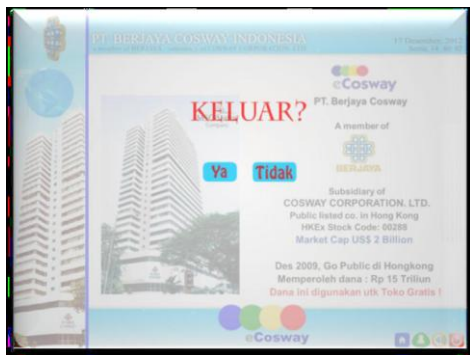 PT. BERJAYA COSWAY INDONESIA
eCosway
PT. Berjaya Cosway
KELUAR?
A member of
BERJAYA
Ya Tidak
Subsidiary of
COSWAY CORPORATION. LTD.
Public listed co. in Hong Kong
HKEx Stock Code: 00288
Market Cap US$ 2 Billion
Des 2009, Go Public di Hongkong
Memperoleh dana : Rp 15 Triliun
Dana ini digunakan utk Toko Gratis !
eCosway